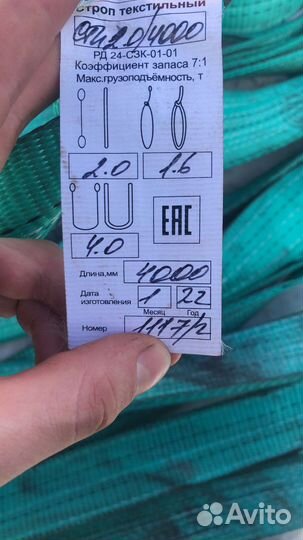 Строп текстильный
СТП 2.0/4000
РД 24-СЗК-01-01
Коэффициент запаса 7:1
Макс.грузоподъёмность, т
2.0 1.6
EAC
4.0
Длина,мм 4000
Дата изготовления 1 22
Месяц Год
Номер 1117/2
Avito